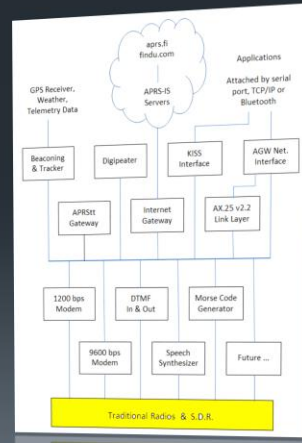 aprs.fi
findu.com
APRS-IS
Servers
Applications
Attached by serial
port, TCP/IP or
Bluetooth
GPS Receiver,
Weather,
Telemetry Data
Beaconing
& Tracker
Digipeater
KISS
Interface
AGW Net.
Interface
APRStt
Gateway
Internet
Gateway
AX.25 v2.2
Link Layer
1200 bps
Modem
DTMF
In & Out
Morse Code
Generator
9600 bps
Modem
Speech
Synthesizer
Future ...
Traditional Radios & S.D.R.